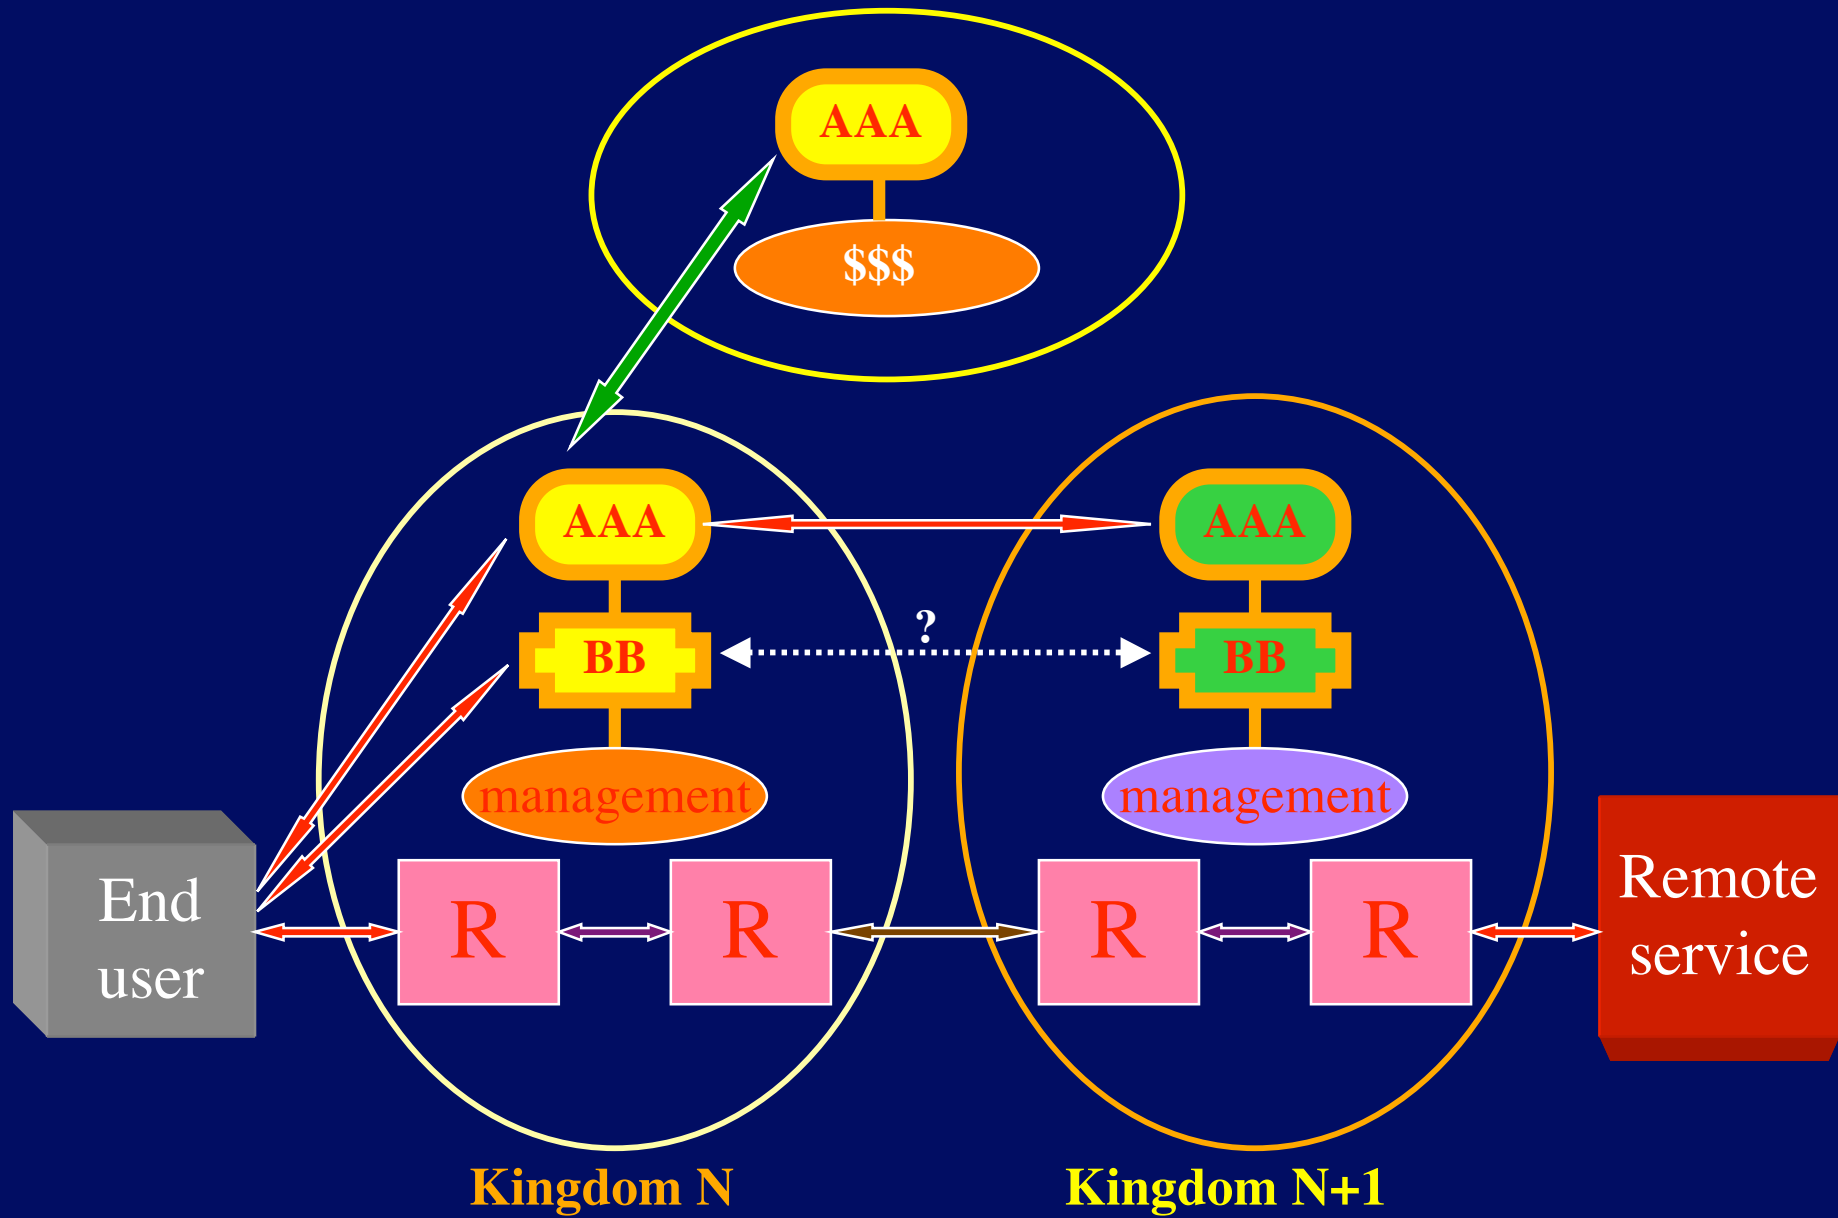 AAA
$$$
AAA
AAA
?
BB
BB
management
management
End
user
R
R
R
R
Remote
service
Kingdom N
Kingdom N+1